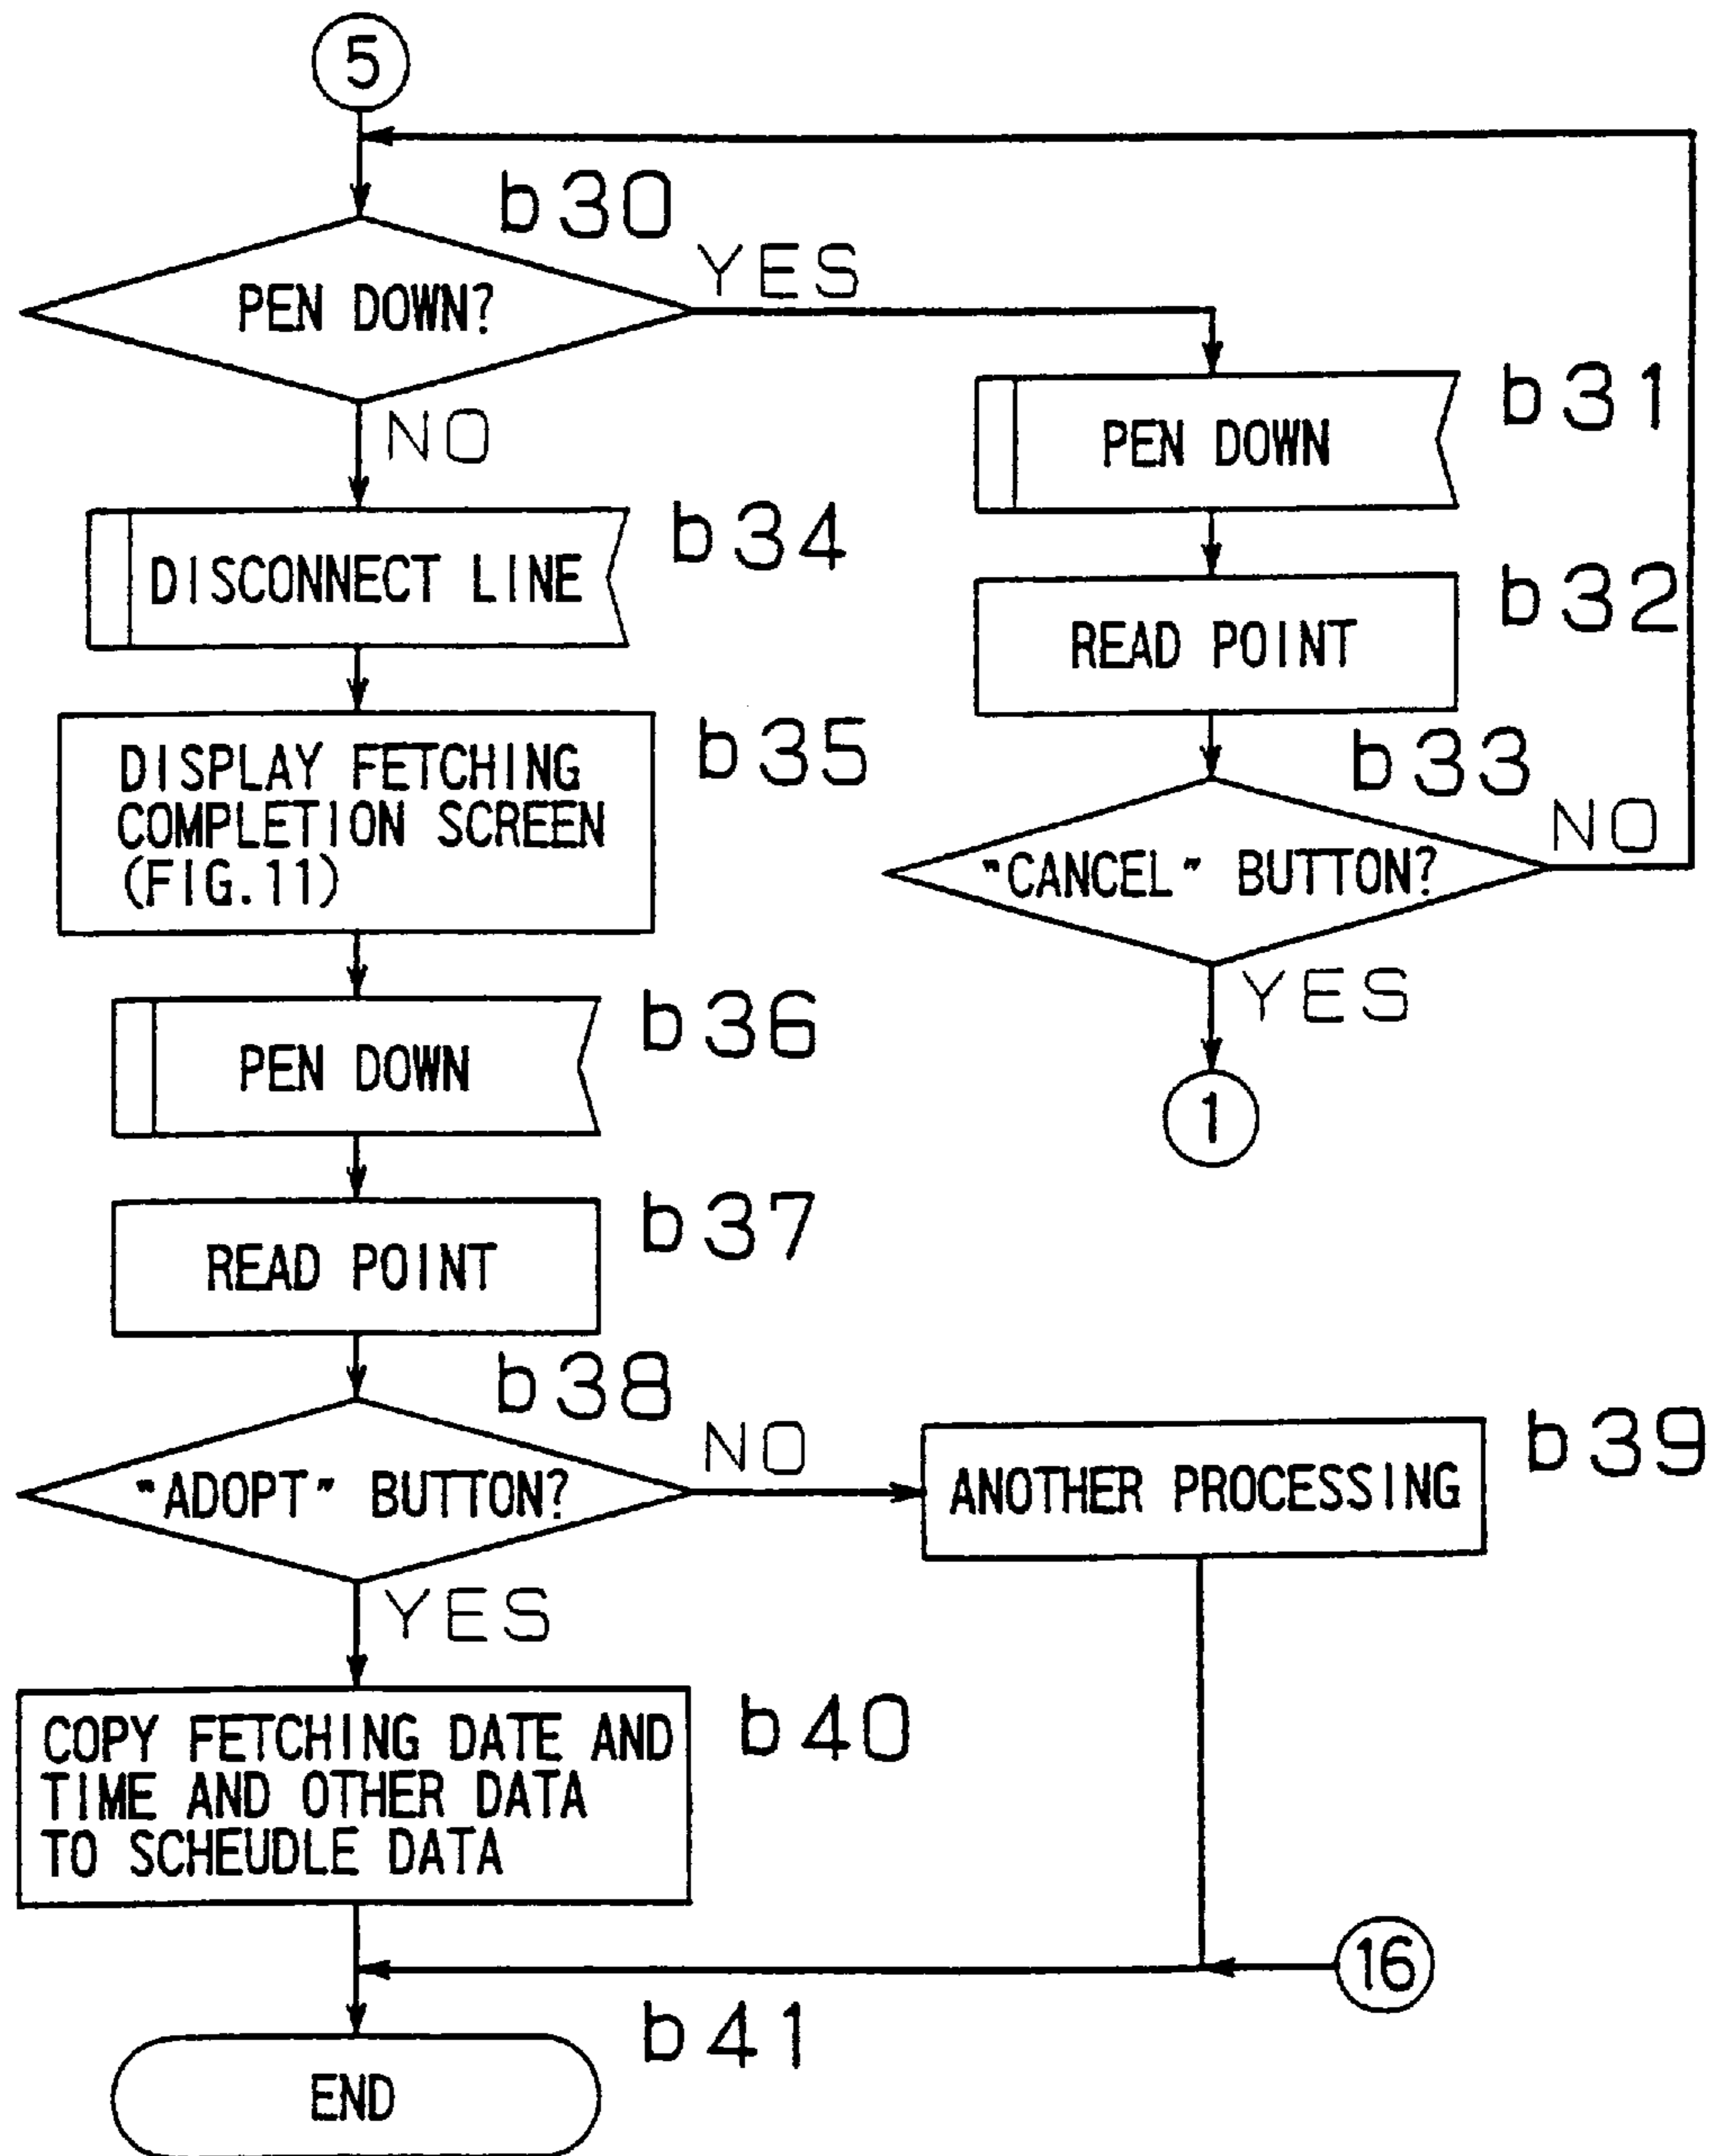 5
b30
PEN DOWN?
YES
NO
b31
PEN DOWN
b34
DISCONNECT LINE
b32
READ POINT
b35
DISPLAY FETCHING
COMPLETION SCREEN
(FIG.11)
b33
"CANCEL" BUTTON?
NO
YES
1
b36
PEN DOWN
b37
READ POINT
b38
"ADOPT" BUTTON?
NO
YES
b39
ANOTHER PROCESSING
b40
COPY FETCHING DATE AND
TIME AND OTHER DATA
TO SCHEUDLE DATA
16
b41
END